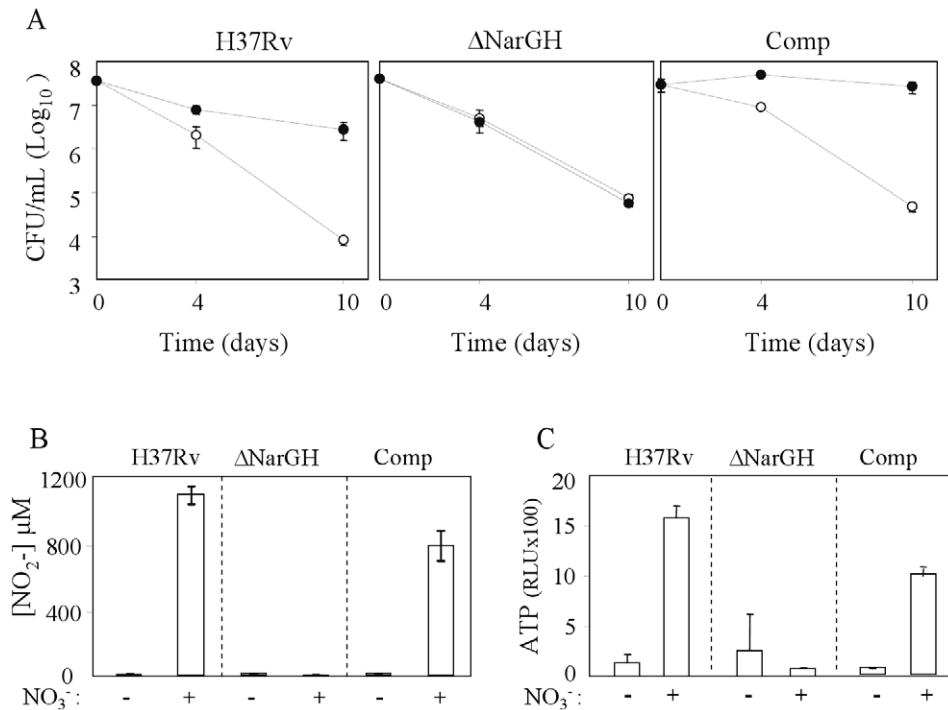 A
H37Rv ΔNarGH Comp
CFU/mL (Log10)
8
7
6
5
4
3
0 4 10 0 4 10 0 4 10
Time (days) Time (days) Time (days)
B
H37Rv ΔNarGH Comp
[NO2-] μM
1200
800
400
0
NO3- : - + - + - +
C
H37Rv ΔNarGH Comp
ATP (RLUx100)
20
15
10
5
0
NO3- : - + - + - +